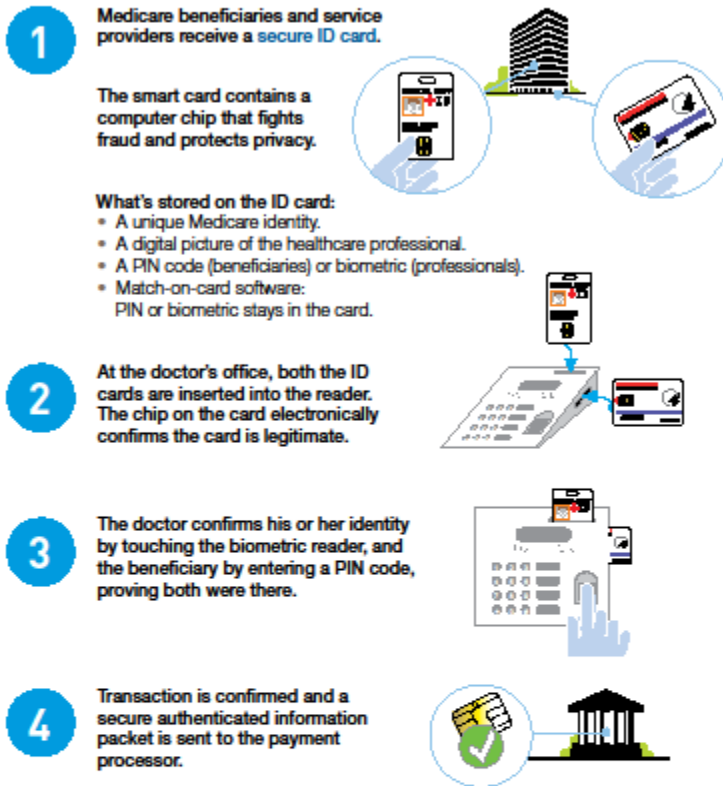 1
Medicare beneficiaries and service
providers receive a secure ID card.
The smart card contains a
computer chip that fights
fraud and protects privacy.
What's stored on the ID card:
• A unique Medicare identity.
• A digital picture of the healthcare professional.
• A PIN code (beneficiaries) or biometric (professionals).
• Match-on-card software:
PIN or biometric stays in the card.
2
At the doctor's office, both the ID
cards are inserted into the reader.
The chip on the card electronically
confirms the card is legitimate.
3
The doctor confirms his or her identity
by touching the biometric reader, and
the beneficiary by entering a PIN code,
proving both were there.
4
Transaction is confirmed and a
secure authenticated information
packet is sent to the payment
processor.